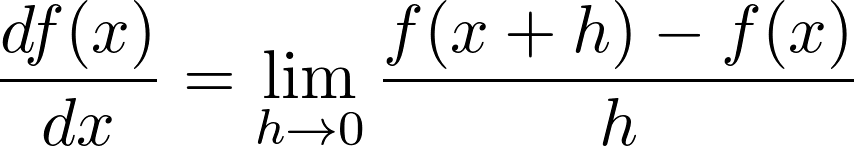 df(x)/dx = lim_{h→0} (f(x + h) − f(x))/h